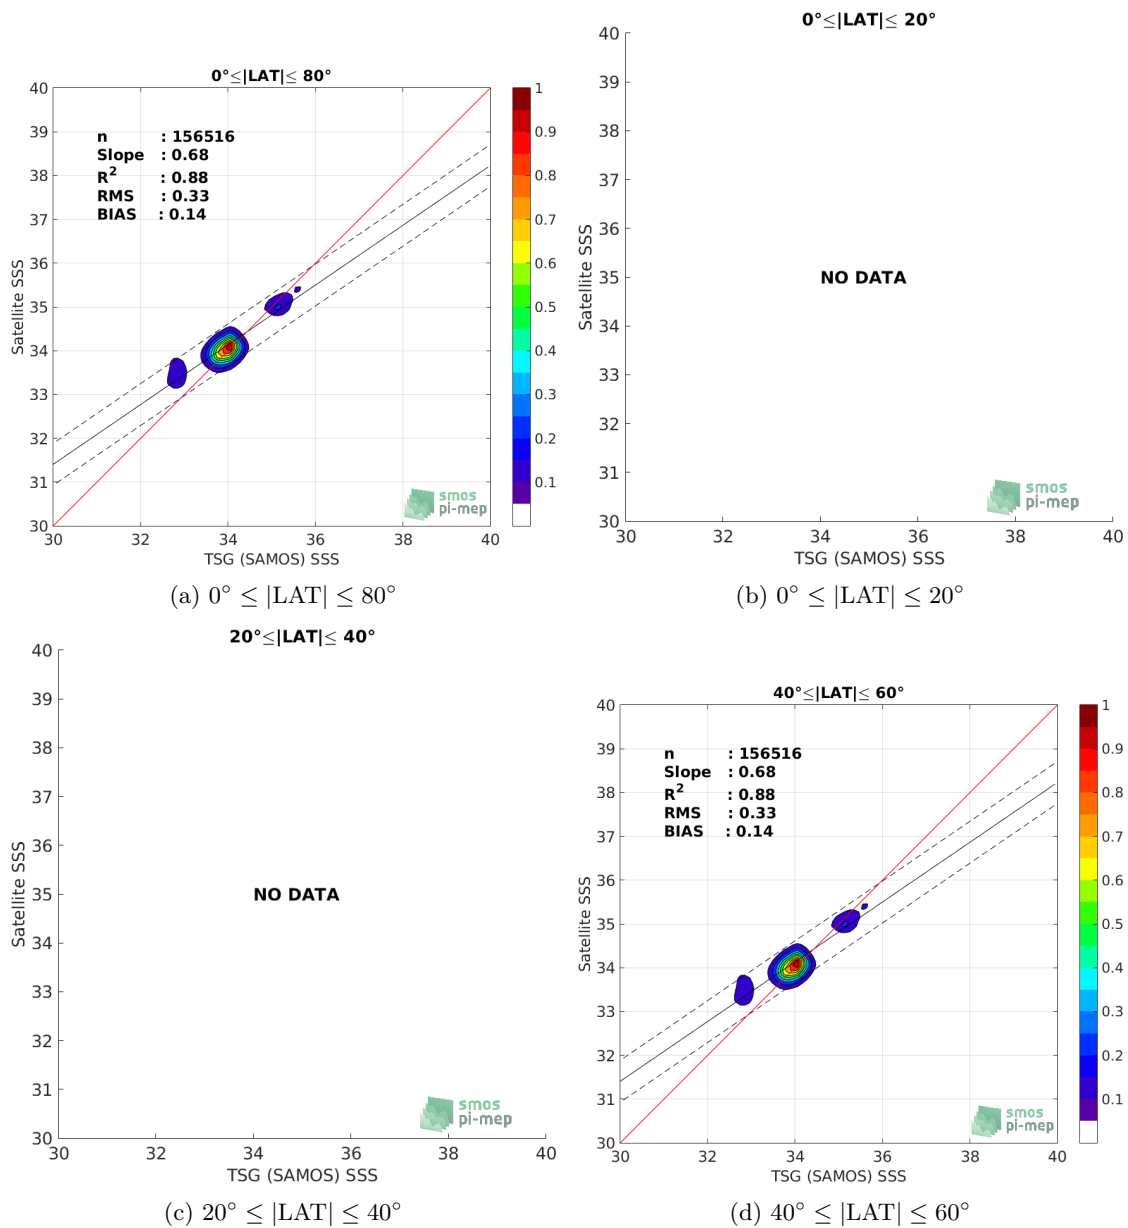 0°≤|LAT|≤ 80°
40
39
38
37
36
35
34
33
32
31
30
Satellite SSS
n : 156516
Slope : 0.68
R² : 0.88
RMS : 0.33
BIAS : 0.14
smos
pi-mep
30 32 34 36 38 40
TSG (SAMOS) SSS
1
0.9
0.8
0.7
0.6
0.5
0.4
0.3
0.2
0.1
(a) 0° ≤ |LAT| ≤ 80°
0°≤|LAT|≤ 20°
40
39
38
37
36
35
34
33
32
31
30
Satellite SSS
NO DATA
smos
pi-mep
30 32 34 36 38 40
TSG (SAMOS) SSS
(b) 0° ≤ |LAT| ≤ 20°
20°≤|LAT|≤ 40°
40
39
38
37
36
35
34
33
32
31
30
Satellite SSS
NO DATA
smos
pi-mep
30 32 34 36 38 40
TSG (SAMOS) SSS
(c) 20° ≤ |LAT| ≤ 40°
40°≤|LAT|≤ 60°
40
39
38
37
36
35
34
33
32
31
30
Satellite SSS
n : 156516
Slope : 0.68
R² : 0.88
RMS : 0.33
BIAS : 0.14
smos
pi-mep
30 32 34 36 38 40
TSG (SAMOS) SSS
1
0.9
0.8
0.7
0.6
0.5
0.4
0.3
0.2
0.1
(d) 40° ≤ |LAT| ≤ 60°